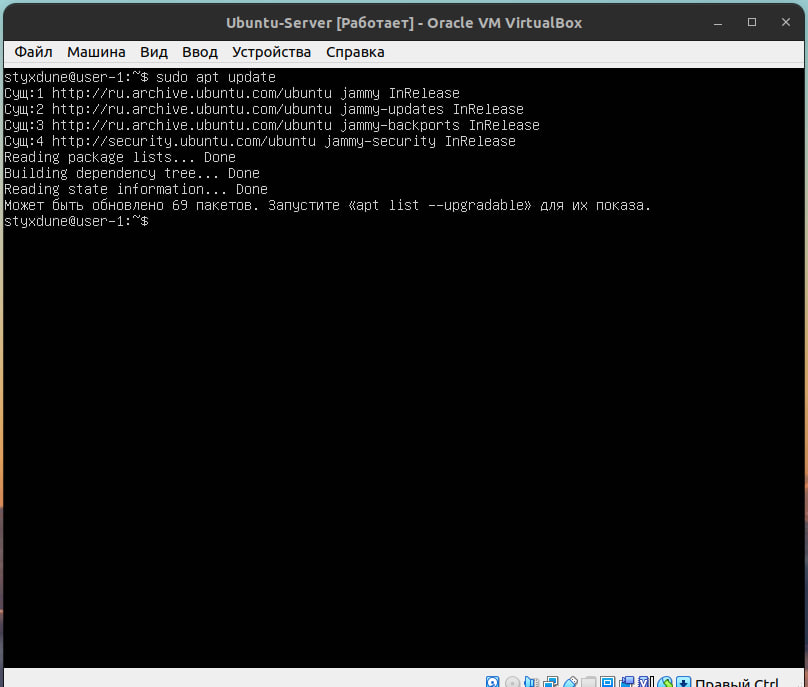 Ubuntu-Server [Работает] - Oracle VM VirtualBox
Файл Машина Вид Ввод Устройства Справка
styxdune@user-1:~$ sudo apt update
Сущ:1 http://ru.archive.ubuntu.com/ubuntu jammy InRelease
Сущ:2 http://ru.archive.ubuntu.com/ubuntu jammy-updates InRelease
Сущ:3 http://ru.archive.ubuntu.com/ubuntu jammy-backports InRelease
Сущ:4 http://security.ubuntu.com/ubuntu jammy-security InRelease
Reading package lists... Done
Building dependency tree... Done
Reading state information... Done
Может быть обновлено 69 пакетов. Запустите «apt list --upgradable» для их показа.
styxdune@user-1:~$
Правый Ctrl